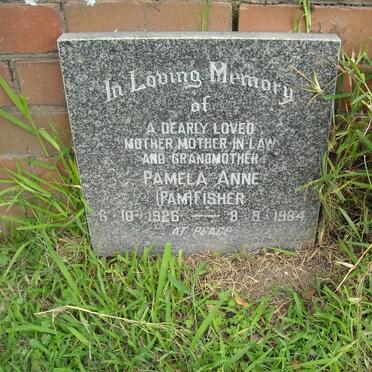 In Loving Memory
of
A DEARLY LOVED
MOTHER, MOTHER-IN-LAW
AND GRANDMOTHER
PAMELA ANNE
(PAM) FISHER
6·10·1926 — 8·9·1984
AT PEACE